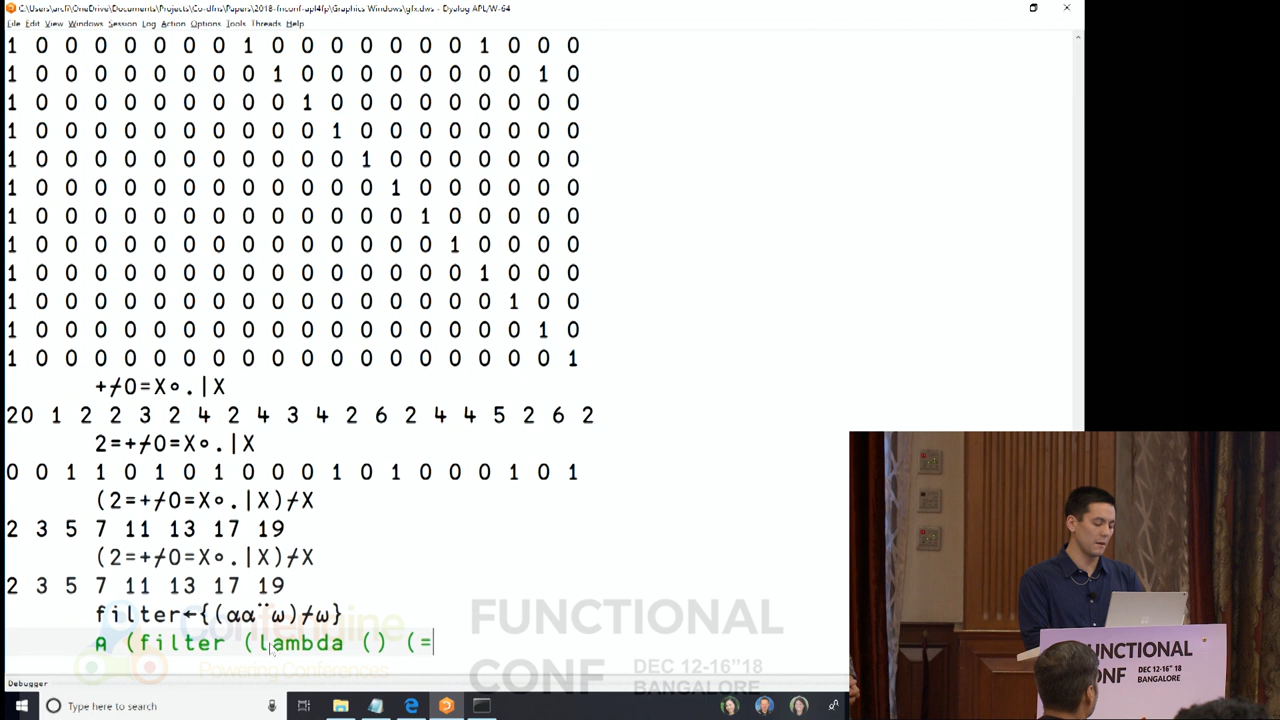 C:\Users\arcfi\OneDrive\Documents\Projects\Co-dfns\Papers\2018-fnconf-apl4fp\Graphics Windows\gfx.dws - Dyalog APL/W-64
File Edit View Windows Session Log Action Options Tools Threads Help
1 0 0 0 0 0 0 0 1 0 0 0 0 0 0 0 1 0 0 0
1 0 0 0 0 0 0 0 0 1 0 0 0 0 0 0 0 0 1 0
1 0 0 0 0 0 0 0 0 0 1 0 0 0 0 0 0 0 0 0
1 0 0 0 0 0 0 0 0 0 0 1 0 0 0 0 0 0 0 0
1 0 0 0 0 0 0 0 0 0 0 0 1 0 0 0 0 0 0 0
1 0 0 0 0 0 0 0 0 0 0 0 0 1 0 0 0 0 0 0
1 0 0 0 0 0 0 0 0 0 0 0 0 0 1 0 0 0 0 0
1 0 0 0 0 0 0 0 0 0 0 0 0 0 0 1 0 0 0 0
1 0 0 0 0 0 0 0 0 0 0 0 0 0 0 0 1 0 0 0
1 0 0 0 0 0 0 0 0 0 0 0 0 0 0 0 0 1 0 0
1 0 0 0 0 0 0 0 0 0 0 0 0 0 0 0 0 0 1 0
1 0 0 0 0 0 0 0 0 0 0 0 0 0 0 0 0 0 0 1
+⌿0=X∘.|X
20 1 2 2 3 2 4 2 4 3 4 2 6 2 4 4 5 2 6 2
2=+⌿0=X∘.|X
0 0 1 1 0 1 0 1 0 0 0 1 0 1 0 0 0 1 0 1
(2=+⌿0=X∘.|X)⌿X
2 3 5 7 11 13 17 19
(2=+⌿0=X∘.|X)⌿X
2 3 5 7 11 13 17 19
filter←{(⍺⍺¨⍵)⌿⍵}
⍝ (filter (lambda () (=
Debugger
Type here to search
Confengine
Powering Conferences
FUNCTIONAL
CONF
DEC 12-16"18
BANGALORE
UNCTIONAL
ONF
DEC 12-16"18
BANGALORE